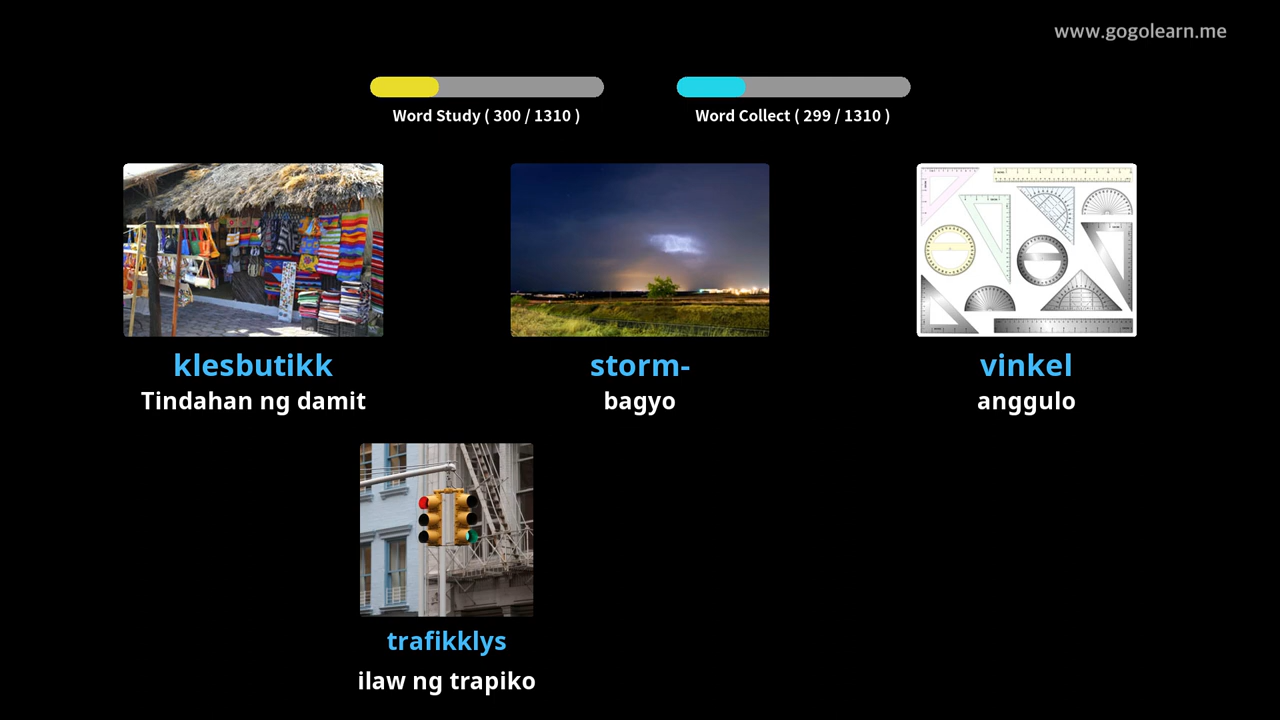 www.gogolearn.me
Word Study ( 300 / 1310 )
Word Collect ( 299 / 1310 )
klesbutikk
Tindahan ng damit
storm-
bagyo
vinkel
anggulo
trafikklys
ilaw ng trapiko